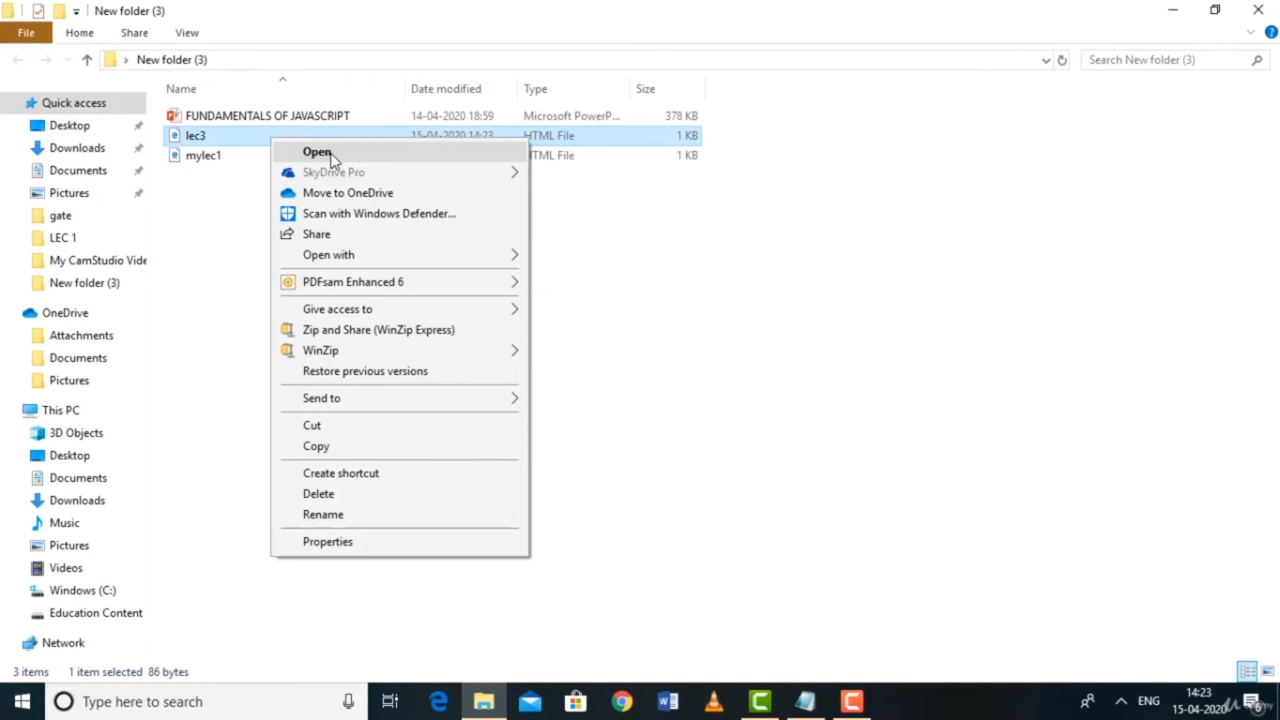 New folder (3)
File Home Share View
New folder (3)
Search New folder (3)
Name Date modified Type Size
FUNDAMENTALS OF JAVASCRIPT 14-04-2020 18:59 Microsoft PowerP... 378 KB
lec3 15-04-2020 14:23 HTML File 1 KB
mylec1 HTML File 1 KB
Quick access
Desktop
Downloads
Documents
Pictures
gate
LEC 1
My CamStudio Vide
New folder (3)
OneDrive
Attachments
Documents
Pictures
This PC
3D Objects
Desktop
Documents
Downloads
Music
Pictures
Videos
Windows (C:)
Education Content
Network
Open
SkyDrive Pro
Move to OneDrive
Scan with Windows Defender...
Share
Open with
PDFsam Enhanced 6
Give access to
Zip and Share (WinZip Express)
WinZip
Restore previous versions
Send to
Cut
Copy
Create shortcut
Delete
Rename
Properties
3 items 1 item selected 86 bytes
Type here to search
ENG
14:23
15-04-2020